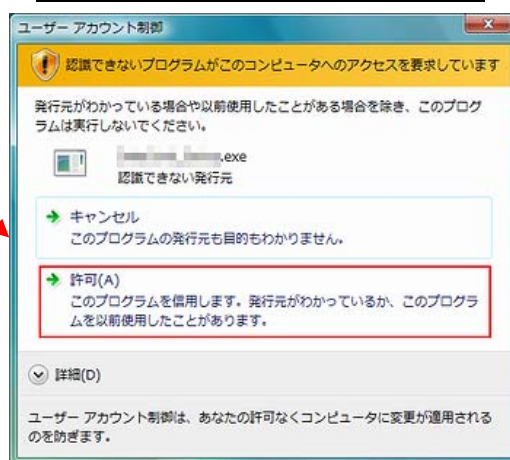 ユーザー アカウント制御
認識できないプログラムがこのコンピュータへのアクセスを要求しています
発行元がわかっている場合や以前使用したことがある場合を除き、このプログ
ラムは実行しないでください。
.exe
認識できない発行元
キャンセル
このプログラムの発行元も目的もわかりません。
許可(A)
このプログラムを信用します。発行元がわかっているか、このプログラ
ムを以前使用したことがあります。
詳細(D)
ユーザー アカウント制御は、あなたの許可なくコンピュータに変更が適用される
のを防ぎます。